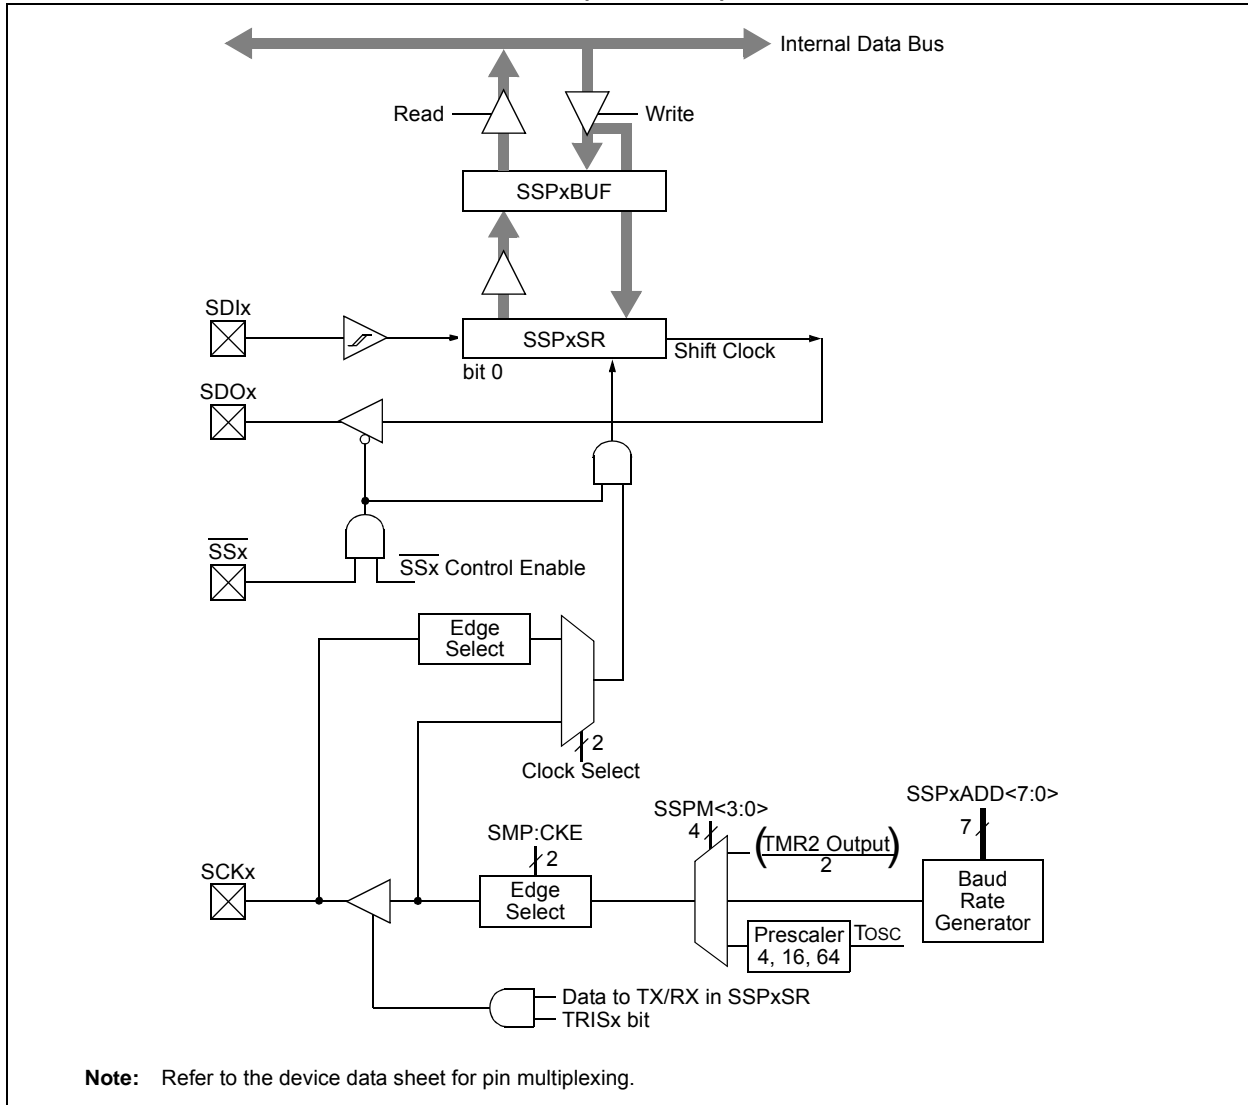 Internal Data Bus
Read
Write
SSPxBUF
SDIx
SSPxSR
Shift Clock
bit 0
SDOx
SSx
SSx Control Enable
Edge
Select
2
Clock Select
SSPxADD<7:0>
SSPM<3:0>
4
7
SMP:CKE
(TMR2 Output)
2
2
SCKx
Edge
Select
Baud
Rate
Generator
Prescaler
4, 16, 64
TOSC
Data to TX/RX in SSPxSR
TRISx bit
Note: Refer to the device data sheet for pin multiplexing.